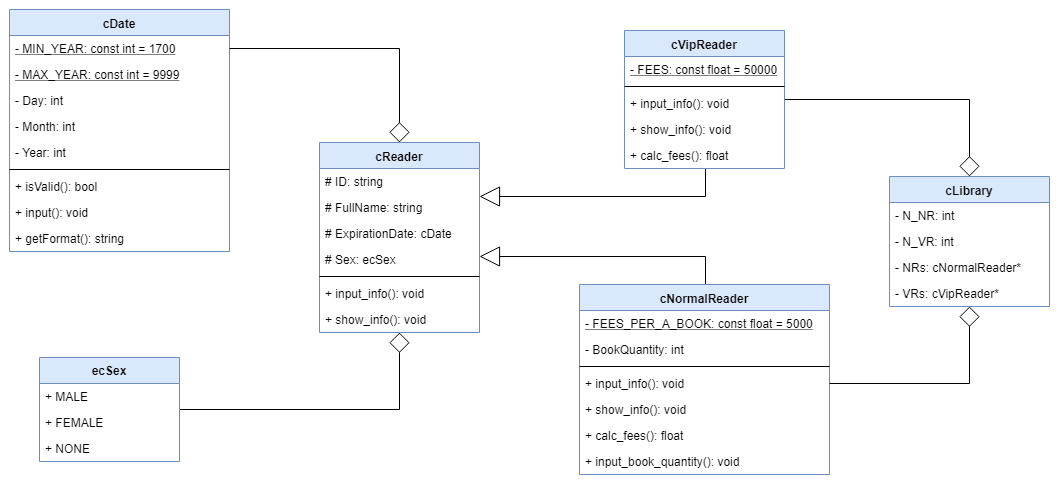 cDate
- MIN_YEAR: const int = 1700
- MAX_YEAR: const int = 9999
- Day: int
- Month: int
- Year: int
+ isValid(): bool
+ input(): void
+ getFormat(): string
cReader
# ID: string
# FullName: string
# ExpirationDate: cDate
# Sex: ecSex
+ input_info(): void
+ show_info(): void
ecSex
+ MALE
+ FEMALE
+ NONE
cVipReader
- FEES: const float = 50000
+ input_info(): void
+ show_info(): void
+ calc_fees(): float
cNormalReader
- FEES_PER_A_BOOK: const float = 5000
- BookQuantity: int
+ input_info(): void
+ show_info(): void
+ calc_fees(): float
+ input_book_quantity(): void
cLibrary
- N_NR: int
- N_VR: int
- NRs: cNormalReader*
- VRs: cVipReader*